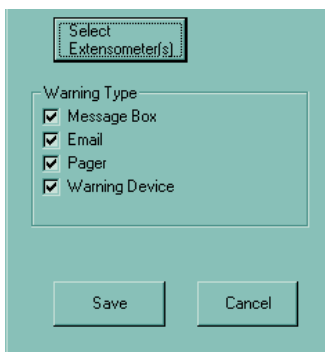 Select
Extensometer(s)
Warning Type
Message Box
Email
Pager
Warning Device
Save Cancel